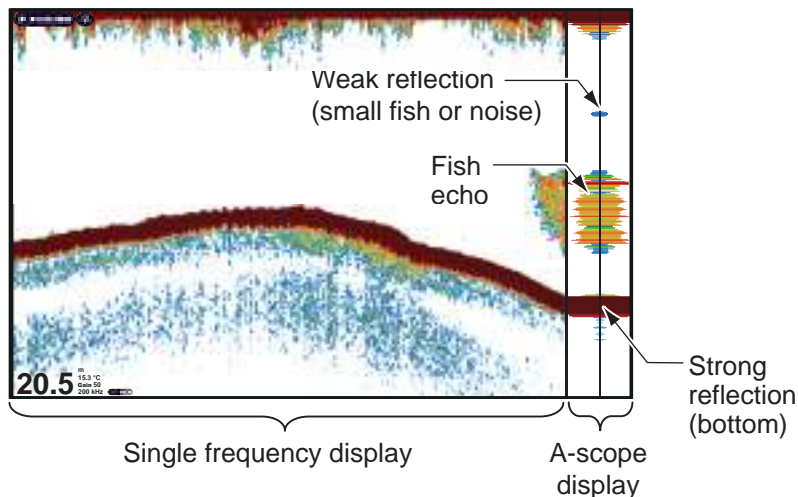 Weak reflection
(small fish or noise)
Fish
echo
20.5
m
15.3 °C
Gain 50
200 kHz
Strong
reflection
(bottom)
Single frequency display
A-scope
display